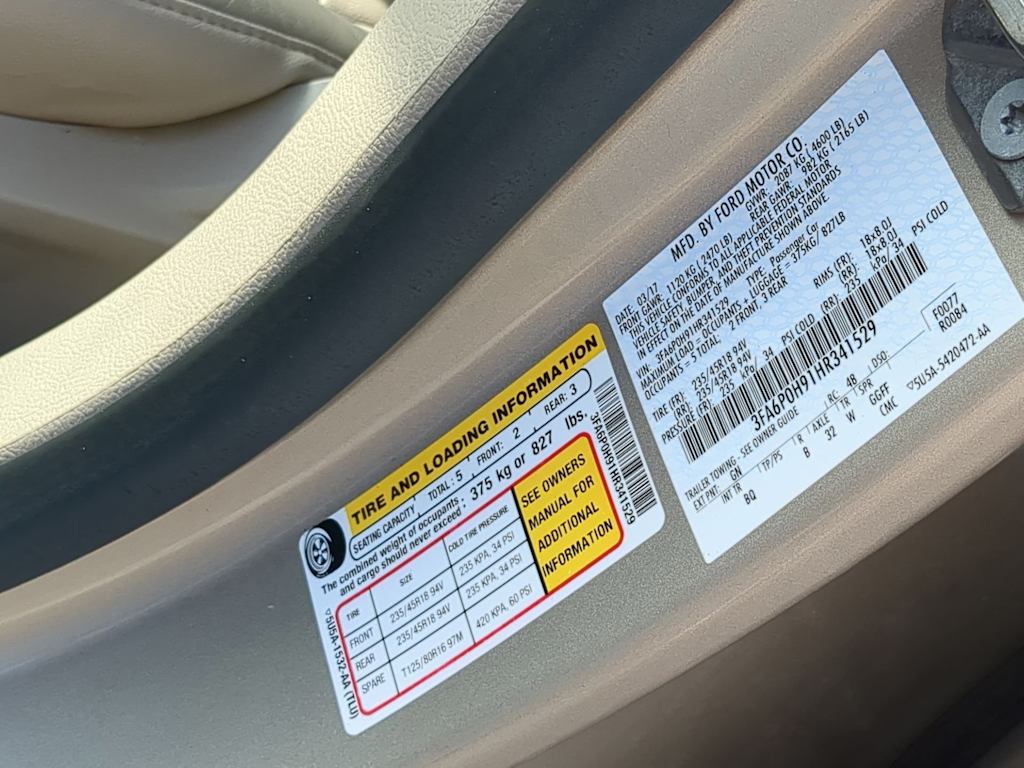 TIRE AND LOADING INFORMATION
SEATING CAPACITY , TOTAL : 5 , FRONT: 2 , REAR: 3
The combined weight of occupants
and cargo should never exceed : 375 kg or 827 lbs.
TIRE SIZE COLD TIRE PRESSURE
FRONT 235/45R18 94V 235 KPA, 34 PSI
REAR 235/45R18 94V 235 KPA, 34 PSI
SPARE T125/80R16 97M 420 KPA, 60 PSI
SEE OWNERS
MANUAL FOR
ADDITIONAL
INFORMATION
3FA6P0H91HR341529
5U5A-1532-AA (TLU)
MFD. BY FORD MOTOR CO.
DATE: 03/17 GVWR: 2087 KG ( 4600 LB)
FRONT GAWR: 1120 KG ( 2470 LB) REAR GAWR: 982 KG ( 2165 LB)
THIS VEHICLE CONFORMS TO ALL APPLICABLE FEDERAL MOTOR
VEHICLE SAFETY, BUMPER, AND THEFT PREVENTION STANDARDS
IN EFFECT ON THE DATE OF MANUFACTURE SHOWN ABOVE.
VIN: 3FA6P0H91HR341529 TYPE: Passenger Car
MAXIMUM LOAD = OCCUPANTS + LUGGAGE = 375KG/ 827LB
OCCUPANTS = 5 TOTAL, 2 FRONT, 3 REAR
TIRE (FR): 235/45R18 94V RIMS (FR): 18x8.0J
(RR): 235/45R18 94V (RR): 18x8.0J
PRESSURE (FR): 235 kPa/ 34 PSI COLD (RR): 235 kPa/ 34 PSI COLD
3FA6P0H91HR341529
TRAILER TOWING - SEE OWNER GUIDE
F0077
R0084
EXT PNT: GN RC: 4B DSO:
INT TR TP/PS R AXLE TR SPR
BQ B 32 W GGFF
CMC
5U5A-5420472-AA